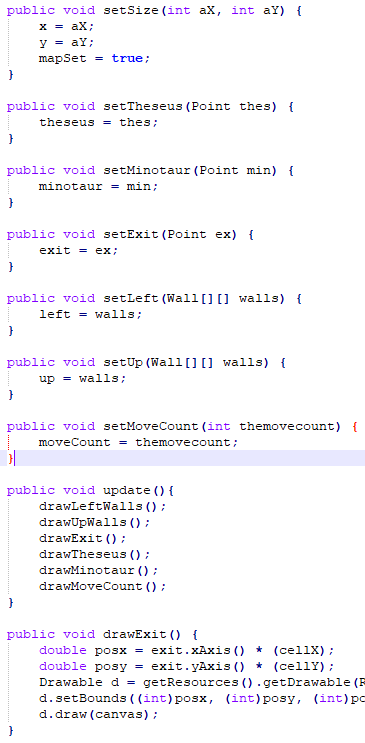 public void setSize(int aX, int aY) {
x = aX;
y = aY;
mapSet = true;
}
public void setTheseus(Point thes) {
theseus = thes;
}
public void setMinotaur(Point min) {
minotaur = min;
}
public void setExit(Point ex) {
exit = ex;
}
public void setLeft(Wall[][] walls) {
left = walls;
}
public void setUp(Wall[][] walls) {
up = walls;
}
public void setMoveCount(int themovecount) {
moveCount = themovecount;
}
public void update(){
drawLeftWalls();
drawUpWalls();
drawExit();
drawTheseus();
drawMinotaur();
drawMoveCount();
}
public void drawExit() {
double posx = exit.xAxis() * (cellX);
double posy = exit.yAxis() * (cellY);
Drawable d = getResources().getDrawable(R
d.setBounds((int)posx, (int)posy, (int)po
d.draw(canvas);
}